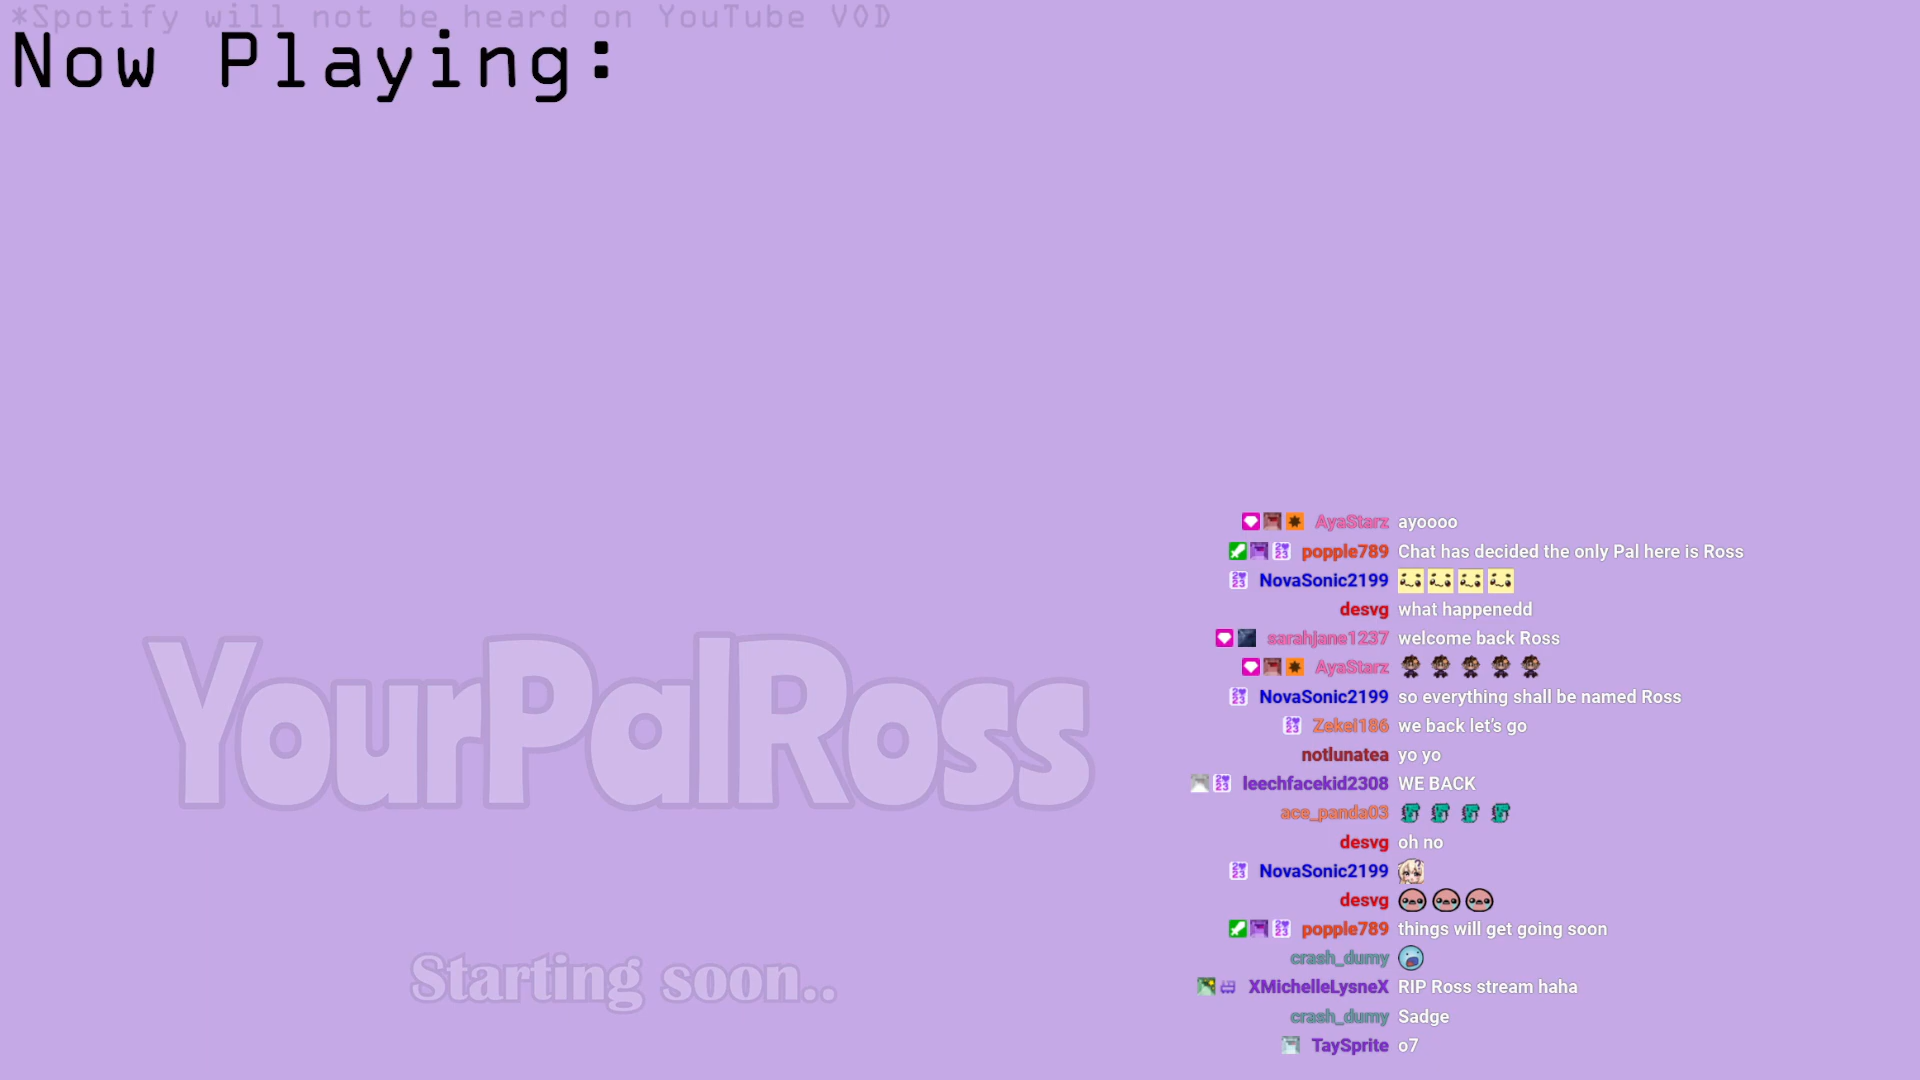 *Spotify will not be heard on YouTube VOD
Now Playing:
AyaStarz ayoooo
popple789 Chat has decided the only Pal here is Ross
NovaSonic2199
desvg what happenedd
sarahjane1237 welcome back Ross
AyaStarz
NovaSonic2199 so everything shall be named Ross
Zekei186 we back let's go
notlunatea yo yo
leechfacekid2308 WE BACK
ace_panda03
desvg oh no
NovaSonic2199
desvg
popple789 things will get going soon
crash_dumy
XMichelleLysneX RIP Ross stream haha
crash_dumy Sadge
TaySprite o7
YourPalRoss
Starting soon..